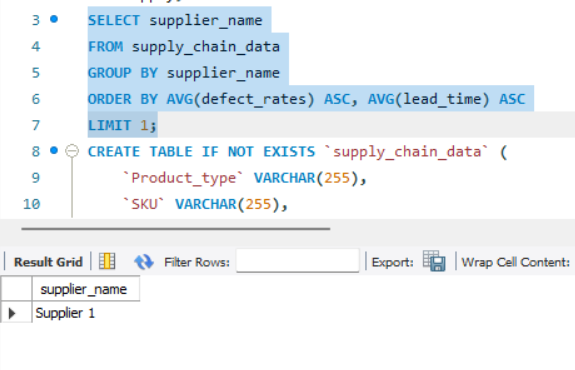 3 SELECT supplier_name
4 FROM supply_chain_data
5 GROUP BY supplier_name
6 ORDER BY AVG(defect_rates) ASC, AVG(lead_time) ASC
7 LIMIT 1;
8 CREATE TABLE IF NOT EXISTS `supply_chain_data` (
9 `Product_type` VARCHAR(255),
10 `SKU` VARCHAR(255),
Result Grid Filter Rows: Export: Wrap Cell Content:
supplier_name
Supplier 1